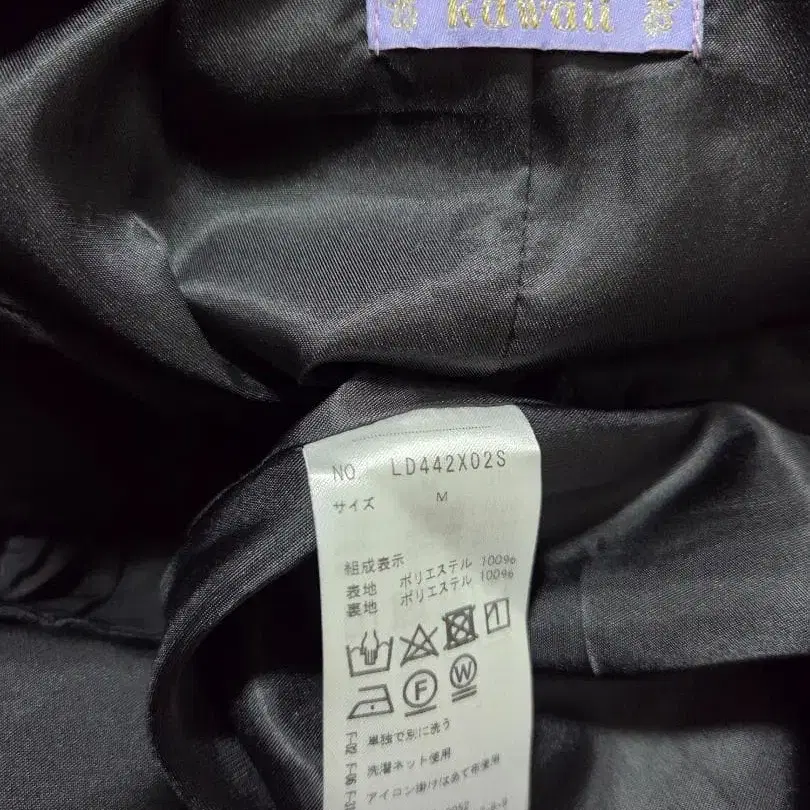 Kawaii
NO LD442X02S
サイズ M
組成表示
表地 ポリエステル 100%
裏地 ポリエステル 100%
F
W
単独で別に洗う
洗濯ネット使用
アイロン掛けはあて布使用